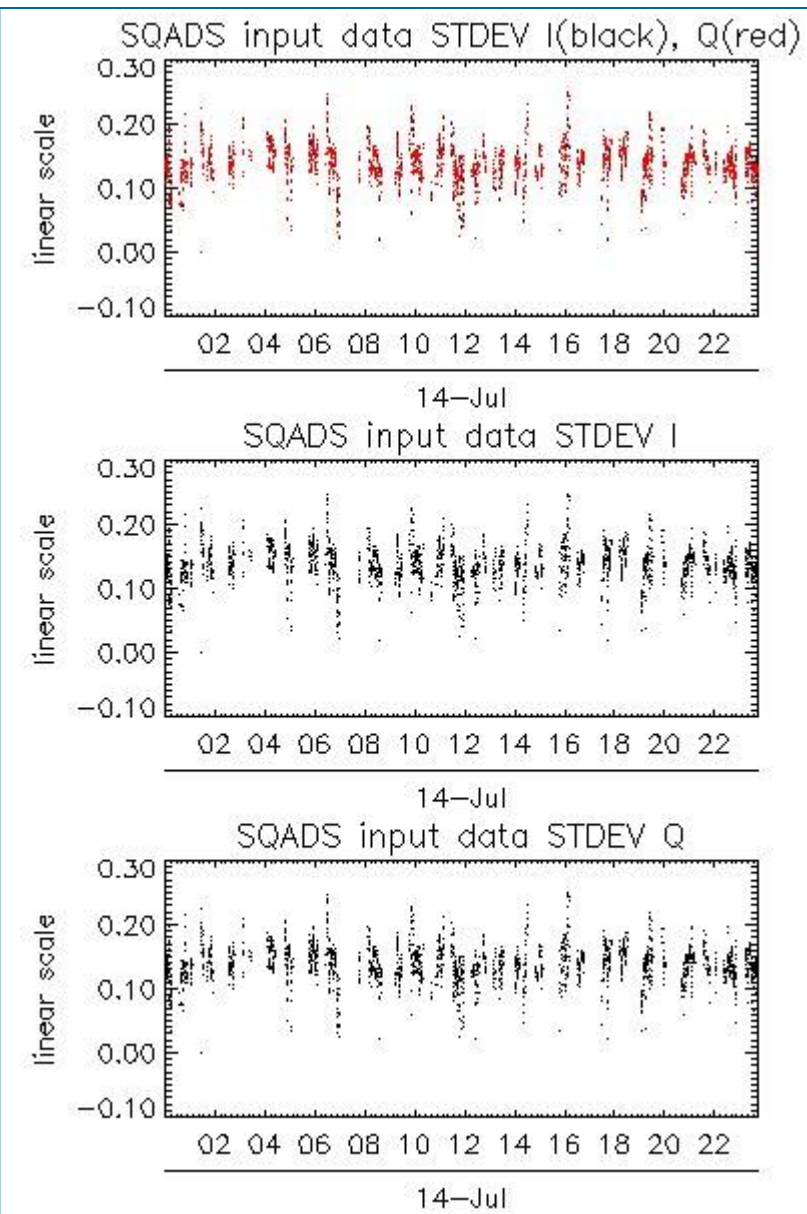 SQADS input data STDEV I(black), Q(red)
0.30
0.20
0.10
0.00
−0.10
linear scale
02 04 06 08 10 12 14 16 18 20 22
14−Jul
SQADS input data STDEV I
0.30
0.20
0.10
0.00
−0.10
linear scale
02 04 06 08 10 12 14 16 18 20 22
14−Jul
SQADS input data STDEV Q
0.30
0.20
0.10
0.00
−0.10
linear scale
02 04 06 08 10 12 14 16 18 20 22
14−Jul